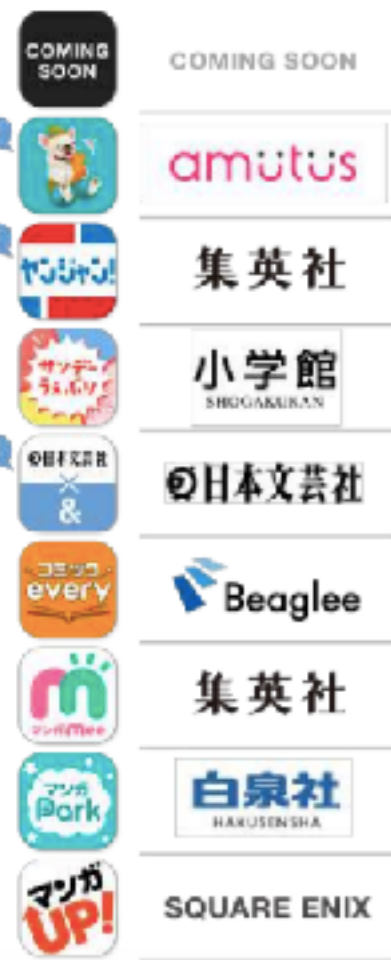 COMING
SOON
COMING SOON
amutus
ヤンジャン!
集英社
サンデー
うぇぶり
小学館
SHOGAKUKAN
日本文芸社
×
&
日本文芸社
コミック
every
Beaglee
m
マンガMee
集英社
マンガ
Park
白泉社
HAKUSENSHA
マンガ
UP!
SQUARE ENIX